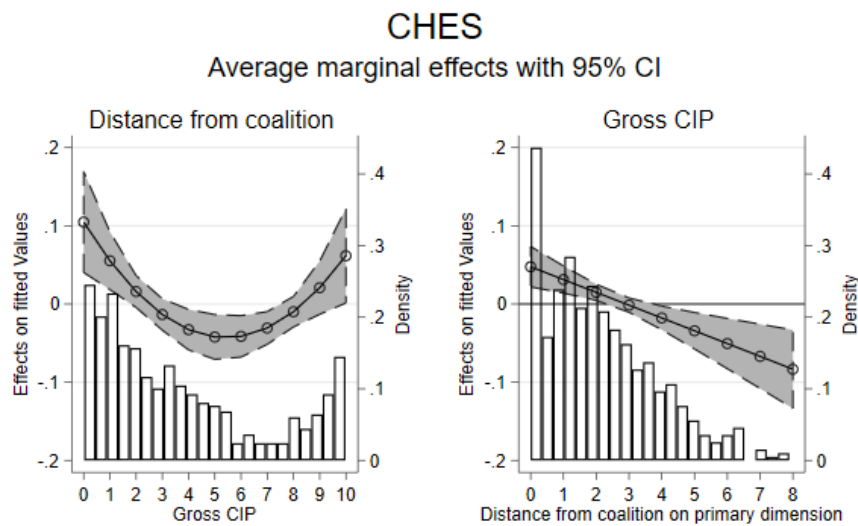 CHES
Average marginal effects with 95% CI
Distance from coalition
Effects on fitted Values
.2
.1
0
-.1
-.2
.4
.3
.2
.1
0
Density
0 1 2 3 4 5 6 7 8 9 10
Gross CIP
Gross CIP
Effects on fitted Values
.2
.1
0
-.1
-.2
.4
.3
.2
.1
0
Density
0 1 2 3 4 5 6 7 8
Distance from coalition on primary dimension